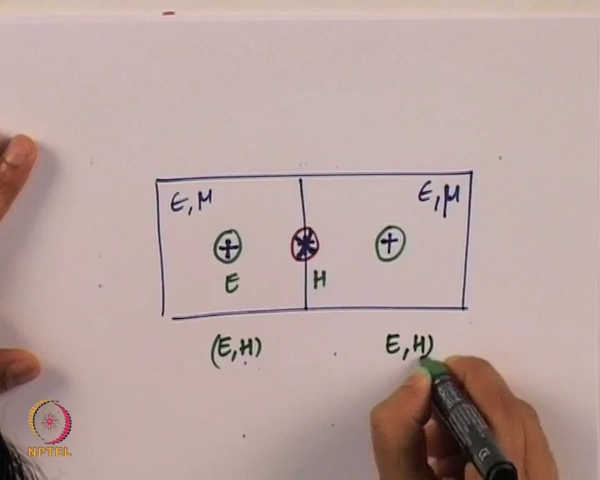 ε, μ ε, μ
E H
(E, H) E, H)
NPTEL